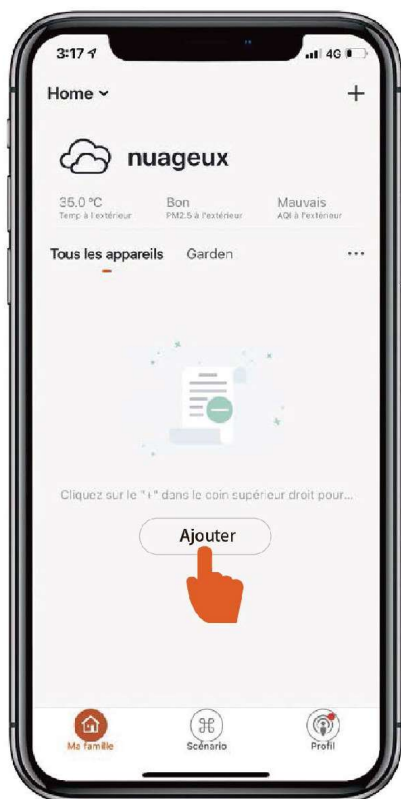 3:17
4G
Home
+
nuageux
35.0 °C
Bon
Mauvais
Temp à l'extérieur
PM2.5 à l'extérieur
AQI à l'extérieur
Tous les appareils
Garden
...
Cliquez sur le "+" dans le coin supérieur droit pour...
Ajouter
Ma famille
Scénario
Profil